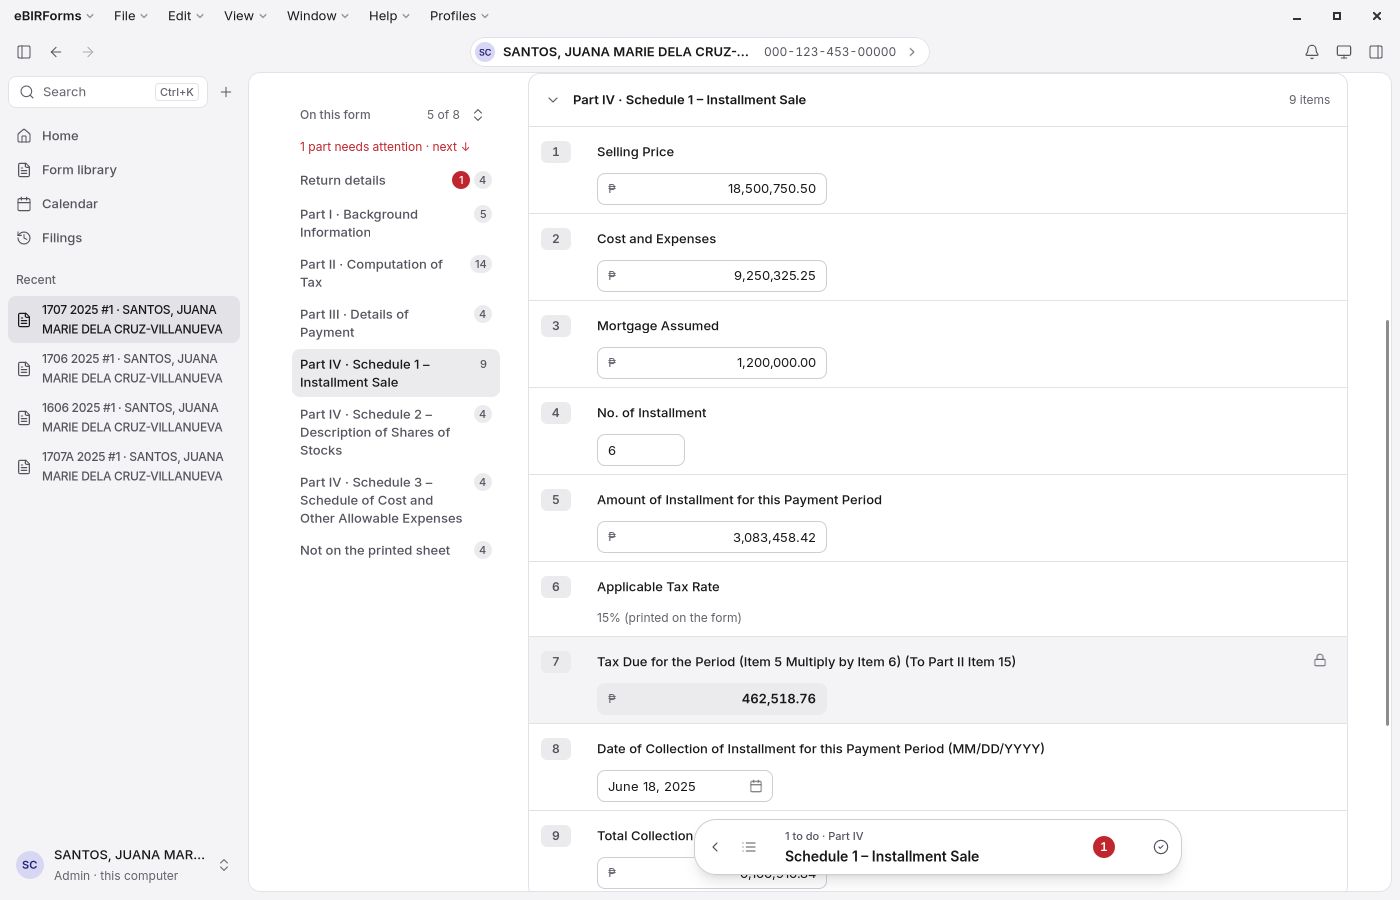 eBIRForms File Edit View Window Help Profiles
SC SANTOS, JUANA MARIE DELA CRUZ-... 000-123-453-00000
Search Ctrl+K
Home
Form library
Calendar
Filings
Recent
1707 2025 #1 · SANTOS, JUANA
MARIE DELA CRUZ-VILLANUEVA
1706 2025 #1 · SANTOS, JUANA
MARIE DELA CRUZ-VILLANUEVA
1606 2025 #1 · SANTOS, JUANA
MARIE DELA CRUZ-VILLANUEVA
1707A 2025 #1 · SANTOS, JUANA
MARIE DELA CRUZ-VILLANUEVA
SC SANTOS, JUANA MAR...
Admin · this computer
On this form 5 of 8
1 part needs attention · next ↓
Return details 1 4
Part I · Background 5
Information
Part II · Computation of 14
Tax
Part III · Details of 4
Payment
Part IV · Schedule 1 – 9
Installment Sale
Part IV · Schedule 2 – 4
Description of Shares of
Stocks
Part IV · Schedule 3 – 4
Schedule of Cost and
Other Allowable Expenses
Not on the printed sheet 4
Part IV · Schedule 1 – Installment Sale 9 items
1 Selling Price
₱ 18,500,750.50
2 Cost and Expenses
₱ 9,250,325.25
3 Mortgage Assumed
₱ 1,200,000.00
4 No. of Installment
6
5 Amount of Installment for this Payment Period
₱ 3,083,458.42
6 Applicable Tax Rate
15% (printed on the form)
7 Tax Due for the Period (Item 5 Multiply by Item 6) (To Part II Item 15)
₱ 462,518.76
8 Date of Collection of Installment for this Payment Period (MM/DD/YYYY)
June 18, 2025
9 Total Collection
₱
1 to do · Part IV
Schedule 1 – Installment Sale 1